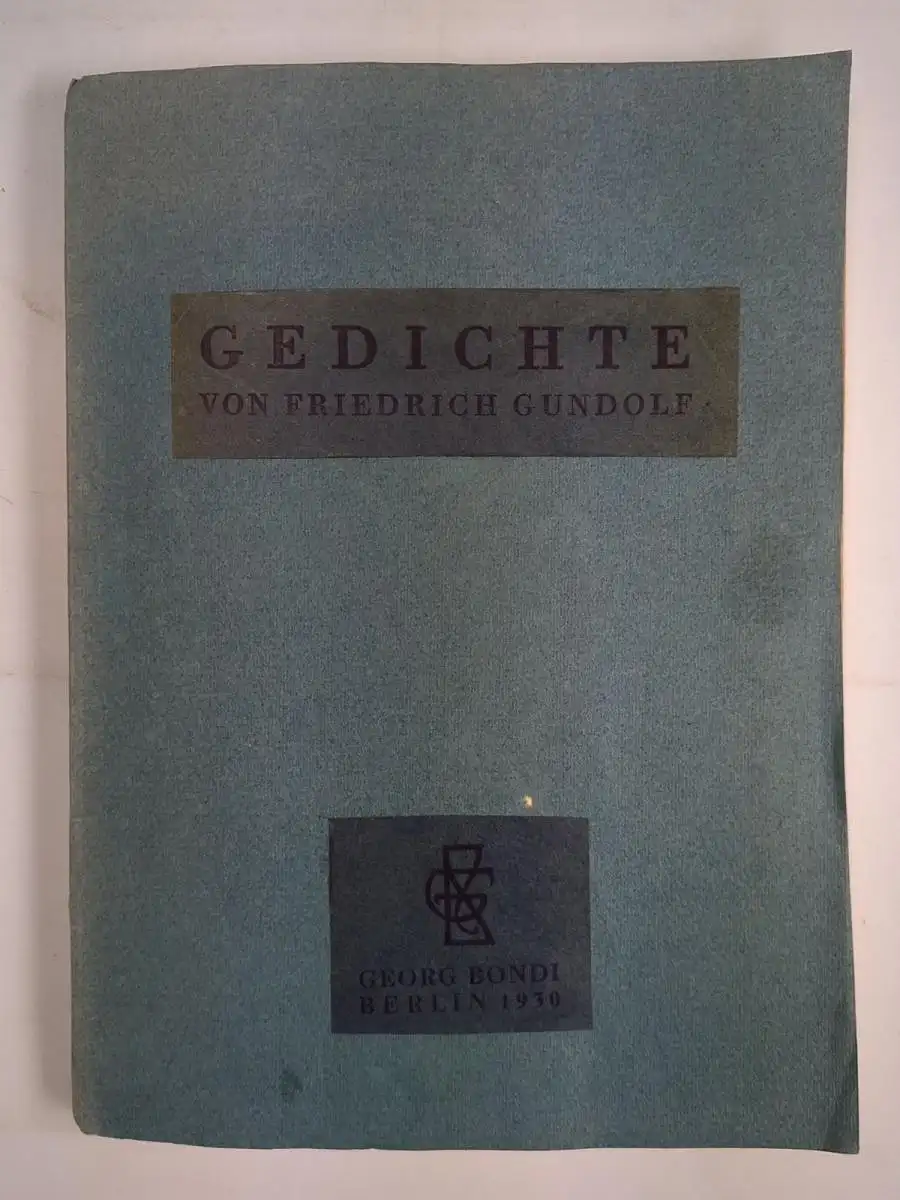 GEDICHTE
VON FRIEDRICH GUNDOLF
GEORG BONDI
BERLIN 1930